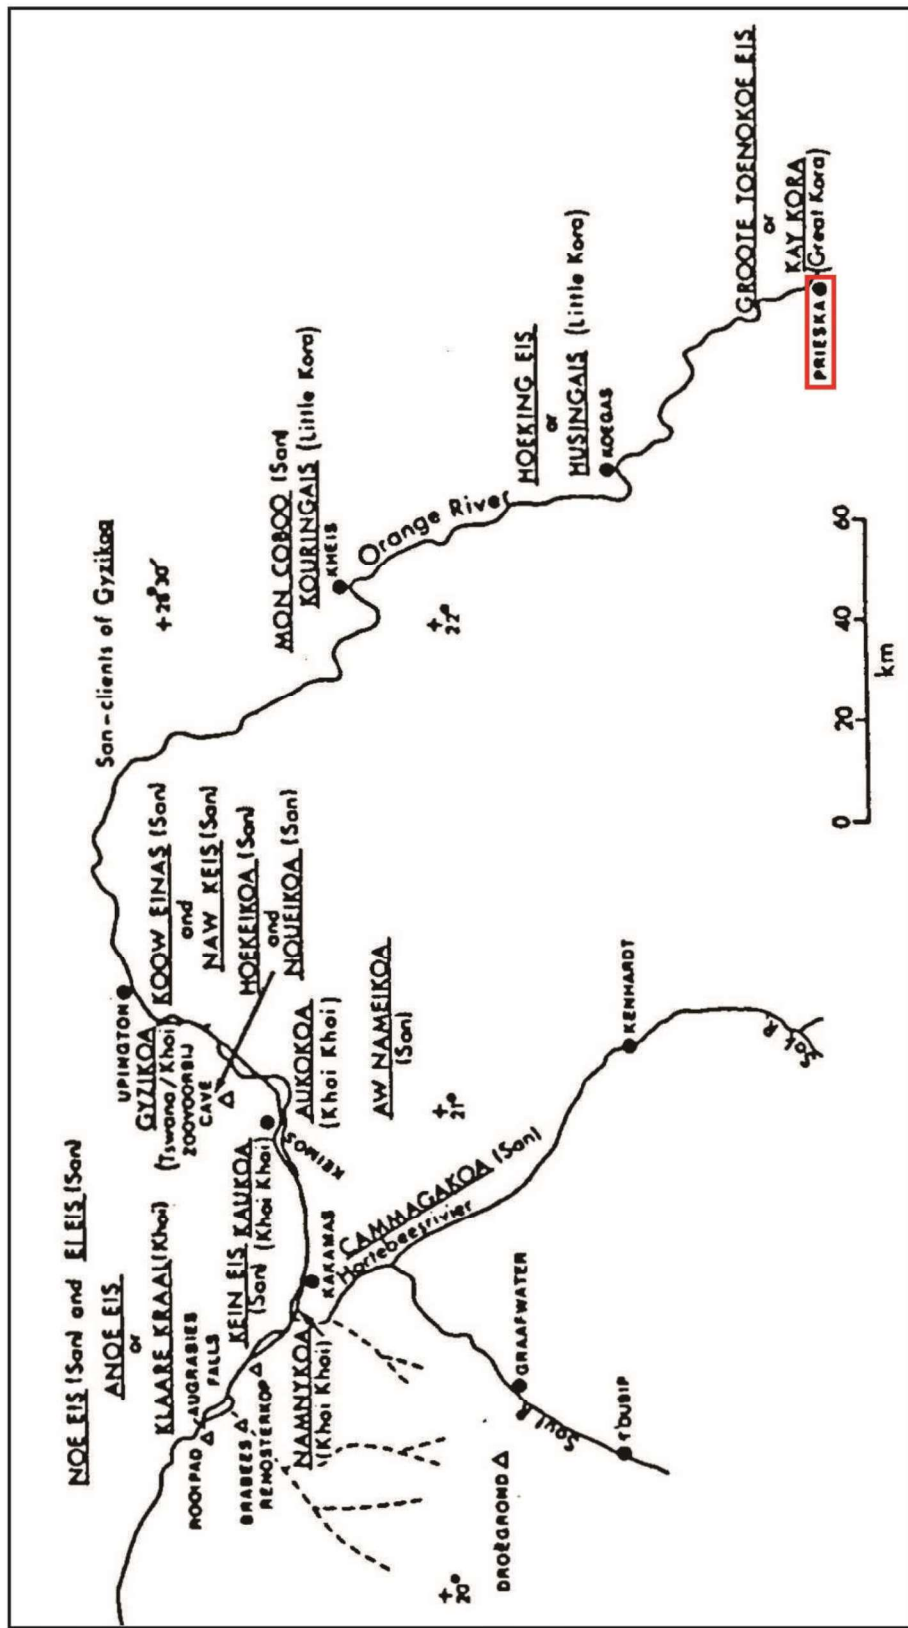 NOE EIS (San) and EI EIS (San)
ANOE EIS
or
KLAARE KRAAL (Khoi)
ROOIPAD
AUGRABIES
FALLS
BRABEES
RENOSTERKOP
KEIN EIS
(San)
KAUKOA
(Khoi Khoi)
NAMNYKOA
(Khoi Khoi)
KAKAMAS
CAMMAGAKOA (San)
Hartebeesrivier
GRAAFWATER
T'DUSIP
DROËGROND
+
20°
UPINGTON
GYZIKOA
(Tswana/Khoi)
ZOOVOORBIJ
CAVE
KEIMOS
KOOW EINAS (San)
and
NAW KEIS (San)
HOEKEIKOA (San)
and
NOUEIKOA (San)
AUKOKOA
(Khoi Khoi)
AW NAMEIKOA
(San)
+
21°
KENHARDT
San-clients of Gyzikoa
+28°30'
MON COBOO (San)
KOURINGAIS (Little Kora)
KHEIS
Orange River
+
22°
HOEKING EIS
or
HUSINGAIS (Little Kora)
KOEGAS
GROOTE TOENOKOE EIS
or
KAY KORA
(Great Kora)
PRIESKA
0 20 40 60
km